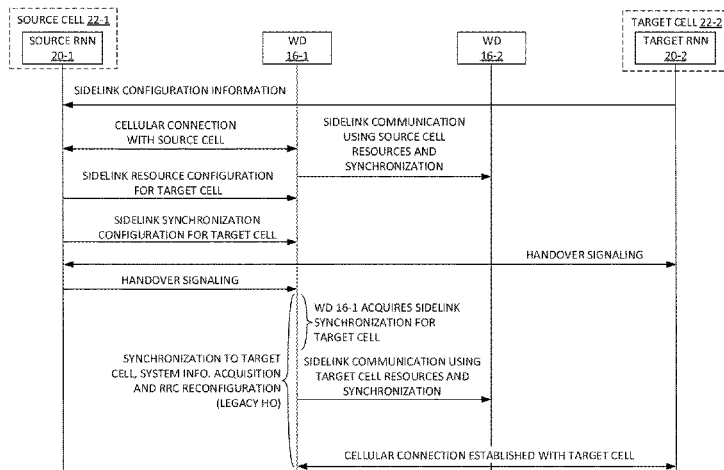 SOURCE CELL 22-1
SOURCE RNN
20-1
WD
16-1
WD
16-2
TARGET CELL 22-2
TARGET RNN
20-2
SIDELINK CONFIGURATION INFORMATION
CELLULAR CONNECTION
WITH SOURCE CELL
SIDELINK COMMUNICATION
USING SOURCE CELL
RESOURCES AND
SYNCHRONIZATION
SIDELINK RESOURCE CONFIGURATION
FOR TARGET CELL
SIDELINK SYNCHRONIZATION
CONFIGURATION FOR TARGET CELL
HANDOVER SIGNALING
HANDOVER SIGNALING
WD 16-1 ACQUIRES SIDELINK
SYNCHRONIZATION FOR
TARGET CELL
SYNCHRONIZATION TO TARGET
CELL, SYSTEM INFO. ACQUISITION
AND RRC RECONFIGURATION
(LEGACY HO)
SIDELINK COMMUNICATION USING
TARGET CELL RESOURCES AND
SYNCHRONIZATION
CELLULAR CONNECTION ESTABLISHED WITH TARGET CELL